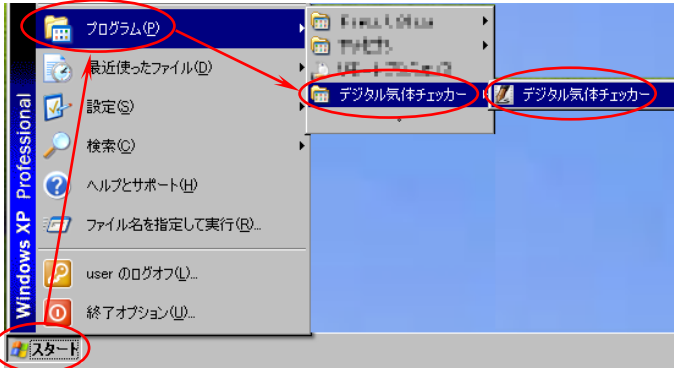 Windows XP Professional
プログラム(P)
最近使ったファイル(D)
設定(S)
検索(C)
ヘルプとサポート(H)
ファイル名を指定して実行(R)...
user のログオフ(L)...
終了オプション(U)...
スタート
デジタル気体チェッカー
デジタル気体チェッカー